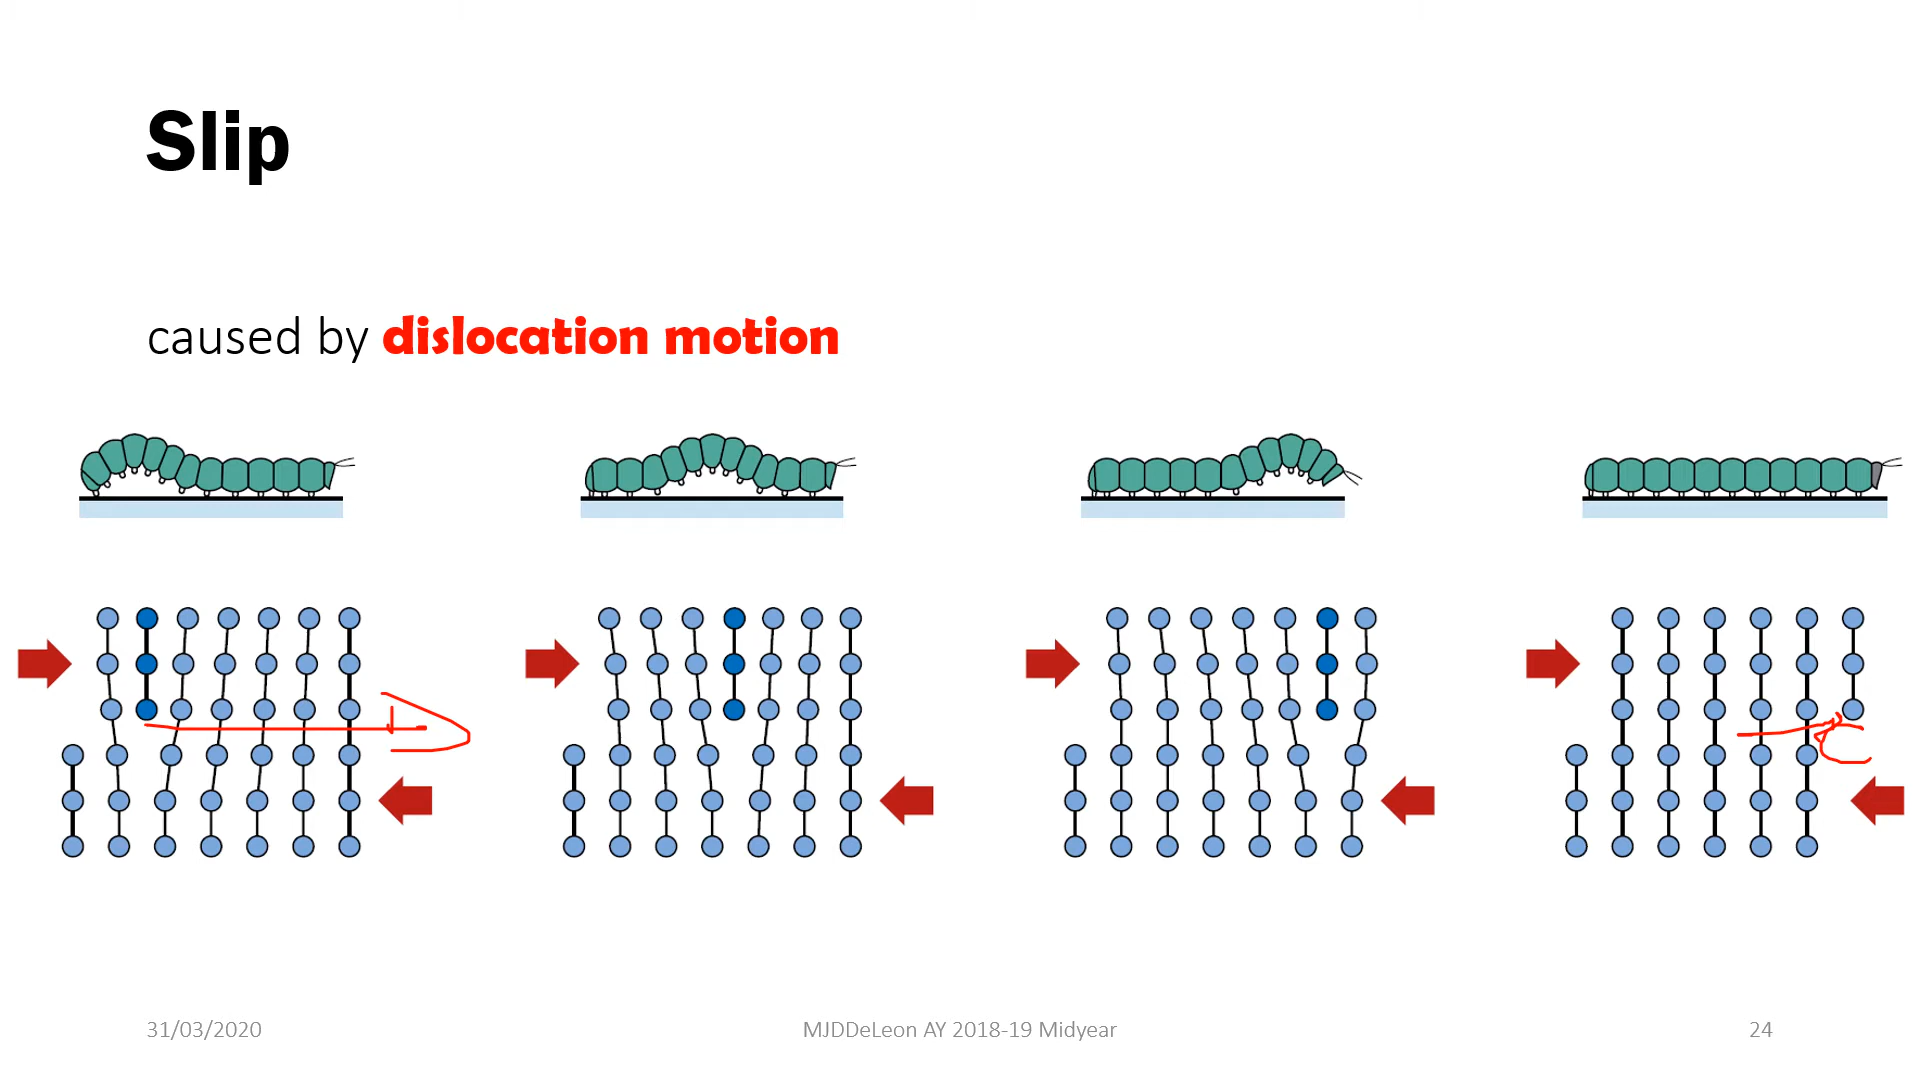 Slip
caused by dislocation motion
31/03/2020
MJDDeLeon AY 2018-19 Midyear
24